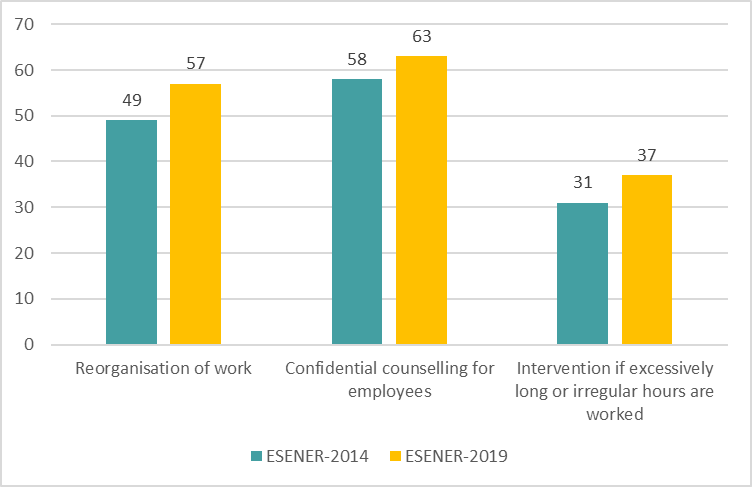 70
60
50
40
30
20
10
0
49
57
58
63
31
37
Reorganisation of work
Confidential counselling for
employees
Intervention if excessively
long or irregular hours are
worked
ESENER-2014
ESENER-2019